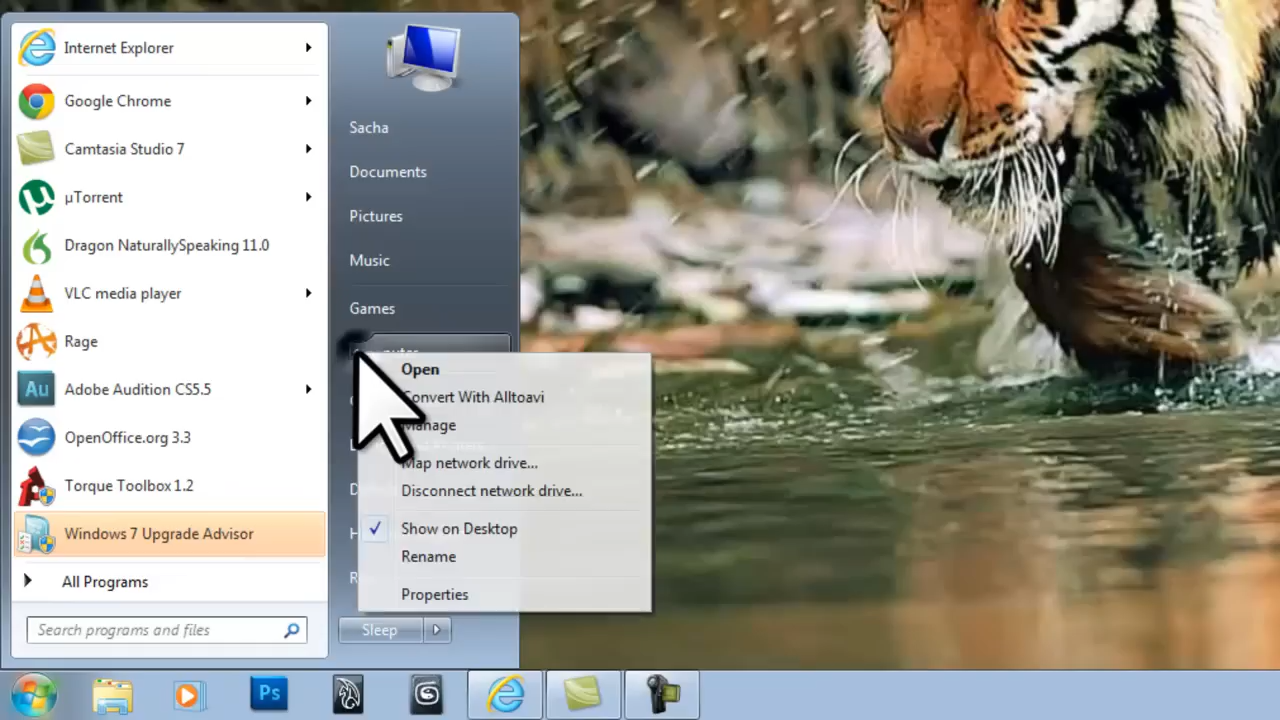 Internet Explorer
Google Chrome
Camtasia Studio 7
µTorrent
Dragon NaturallySpeaking 11.0
VLC media player
Rage
Adobe Audition CS5.5
OpenOffice.org 3.3
Torque Toolbox 1.2
Windows 7 Upgrade Advisor
All Programs
Search programs and files
Sacha
Documents
Pictures
Music
Games
Open
Convert With Alltoavi
Manage
Map network drive...
Disconnect network drive...
Show on Desktop
Rename
Properties
Sleep
Au
Ps